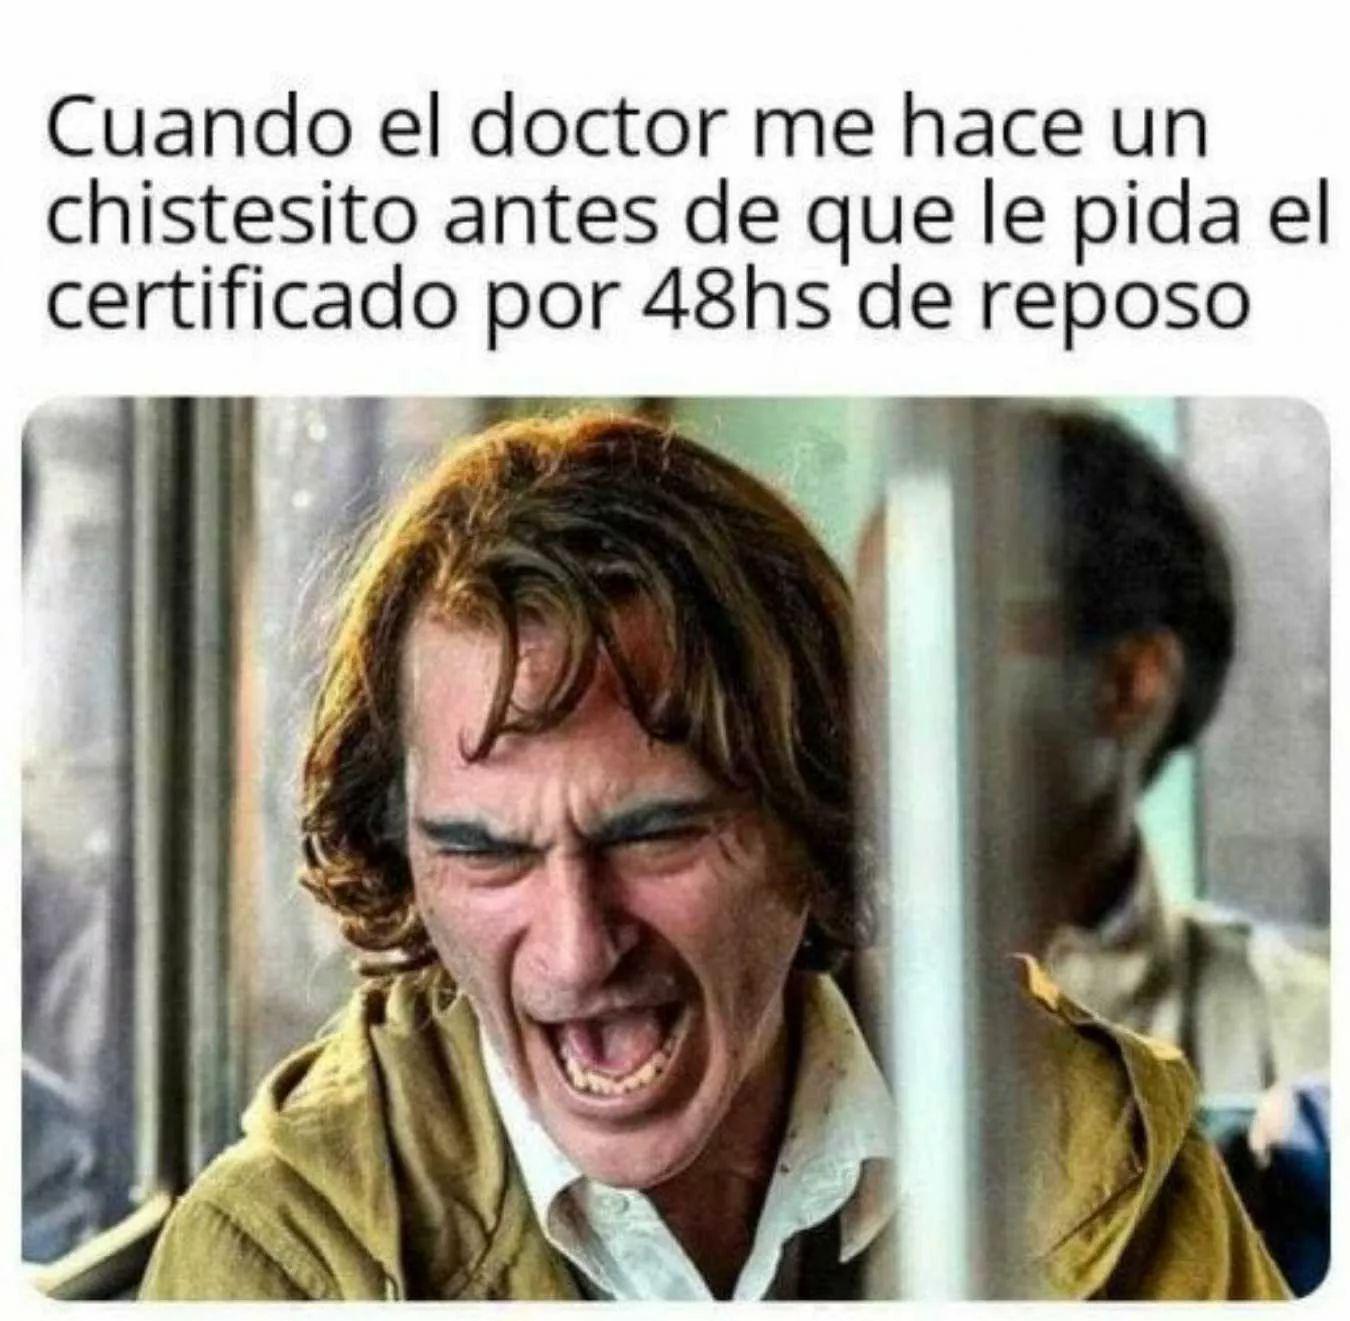 Cuando el doctor me hace un
chistesito antes de que le pida el
certificado por 48hs de reposo